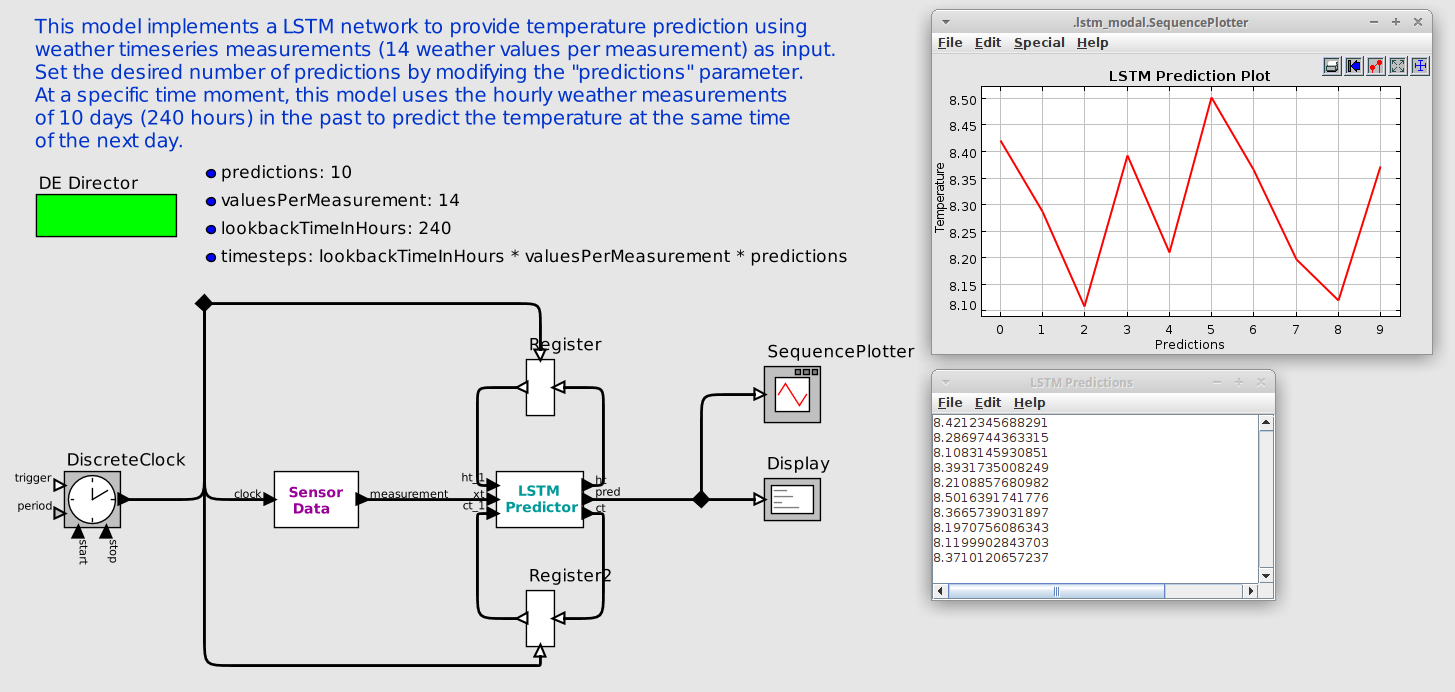 This model implements a LSTM network to provide temperature prediction using
weather timeseries measurements (14 weather values per measurement) as input.
Set the desired number of predictions by modifying the "predictions" parameter.
At a specific time moment, this model uses the hourly weather measurements
of 10 days (240 hours) in the past to predict the temperature at the same time
of the next day.
DE Director
predictions: 10
valuesPerMeasurement: 14
lookbackTimeInHours: 240
timesteps: lookbackTimeInHours * valuesPerMeasurement * predictions
Register
SequencePlotter
DiscreteClock
trigger
period
start
stop
clock
Sensor
Data
measurement
ht_1
xt
ct_1
LSTM
Predictor
ht
pred
ct
Display
Register2
.lstm_modal.SequencePlotter
File Edit Special Help
LSTM Prediction Plot
Temperature
8.50
8.45
8.40
8.35
8.30
8.25
8.20
8.15
8.10
0 1 2 3 4 5 6 7 8 9
Predictions
LSTM Predictions
File Edit Help
8.4212345688291
8.2869744363315
8.1083145930851
8.3931735008249
8.2108857680982
8.5016391741776
8.3665739031897
8.1970756086343
8.1199902843703
8.3710120657237